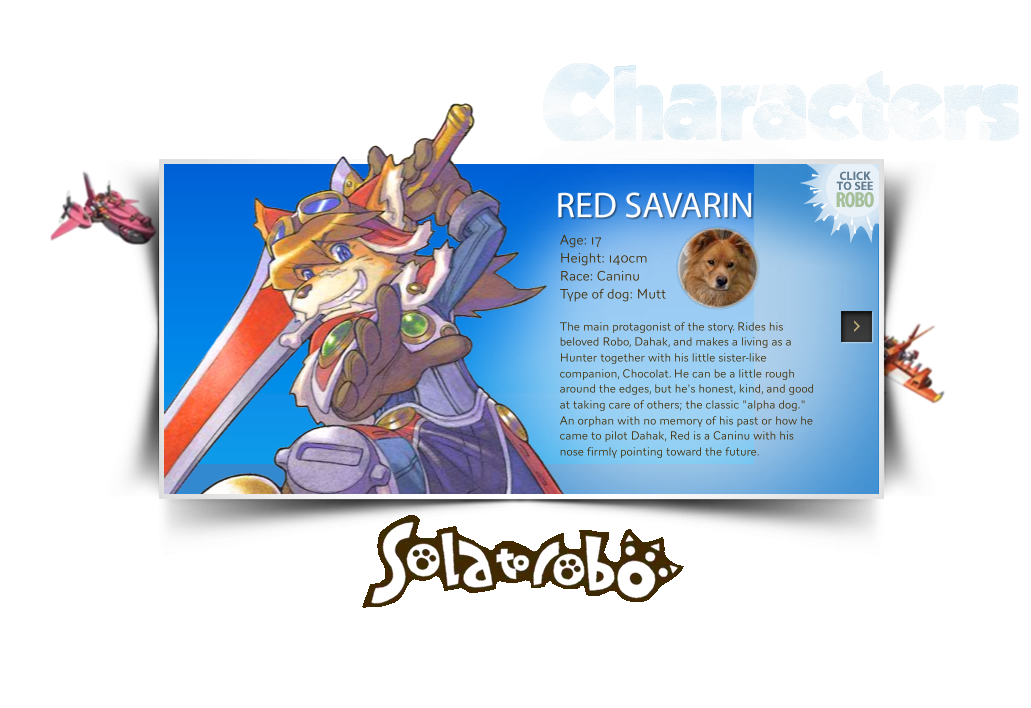 Characters
CLICK
TO SEE
ROBO
RED SAVARIN
Age: 17
Height: 140cm
Race: Caninu
Type of dog: Mutt
The main protagonist of the story. Rides his
beloved Robo, Dahak, and makes a living as a
Hunter together with his little sister-like
companion, Chocolat. He can be a little rough
around the edges, but he's honest, kind, and good
at taking care of others; the classic "alpha dog."
An orphan with no memory of his past or how he
came to pilot Dahak, Red is a Caninu with his
nose firmly pointing toward the future.
Solatorobo